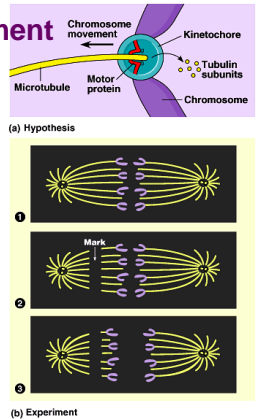 ment
Chromosome
movement
Kinetochore
Tubulin
subunits
Motor
protein
Microtubule
Chromosome
(a) Hypothesis
1
Mark
2
3
(b) Experiment